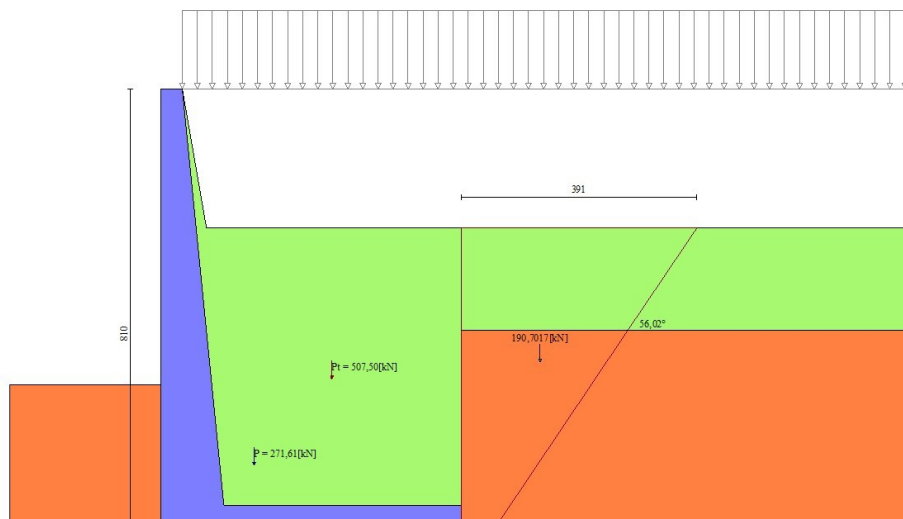 391
810
56,02°
190,7017[kN]
Pt = 507,50[kN]
P = 271,61[kN]